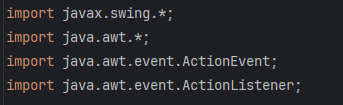 import javax.swing.*;
import java.awt.*;
import java.awt.event.ActionEvent;
import java.awt.event.ActionListener;